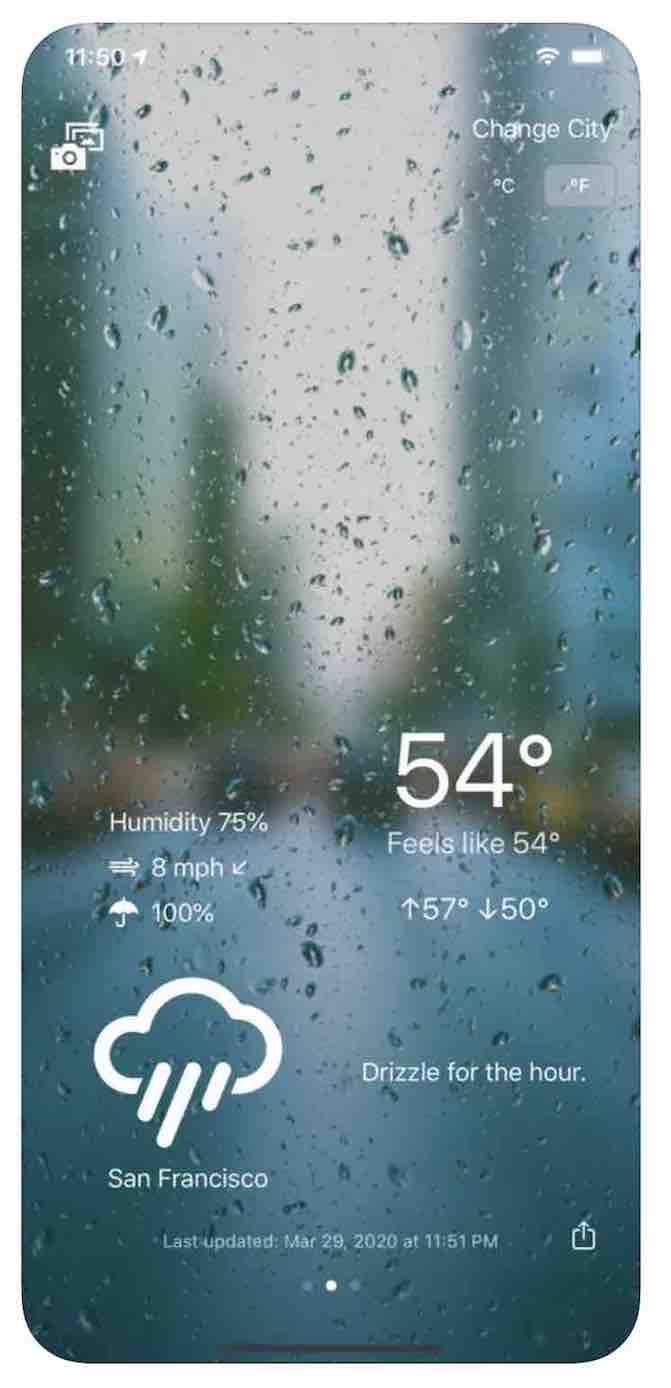 11:50
Change City
°C °F
54°
Feels like 54°
↑57° ↓50°
Humidity 75%
8 mph ↙
100%
Drizzle for the hour.
San Francisco
Last updated: Mar 29, 2020 at 11:51 PM